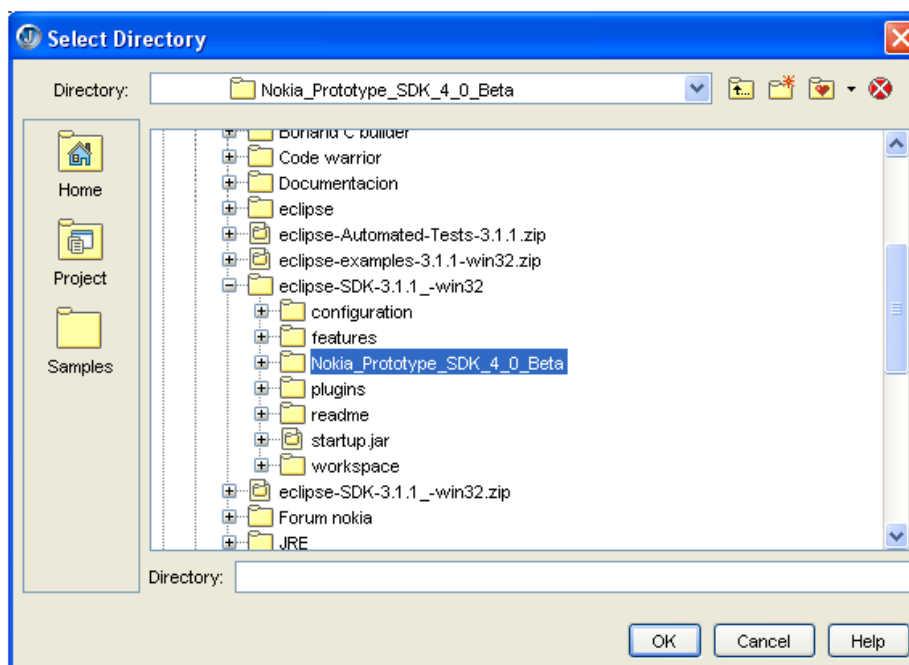 Select Directory
Directory:
Nokia_Prototype_SDK_4_0_Beta
Home
Project
Samples
Borland C builder
Code warrior
Documentacion
eclipse
eclipse-Automated-Tests-3.1.1.zip
eclipse-examples-3.1.1-win32.zip
eclipse-SDK-3.1.1_-win32
configuration
features
Nokia_Prototype_SDK_4_0_Beta
plugins
readme
startup.jar
workspace
eclipse-SDK-3.1.1_-win32.zip
Forum nokia
JRE
Directory:
OK
Cancel
Help